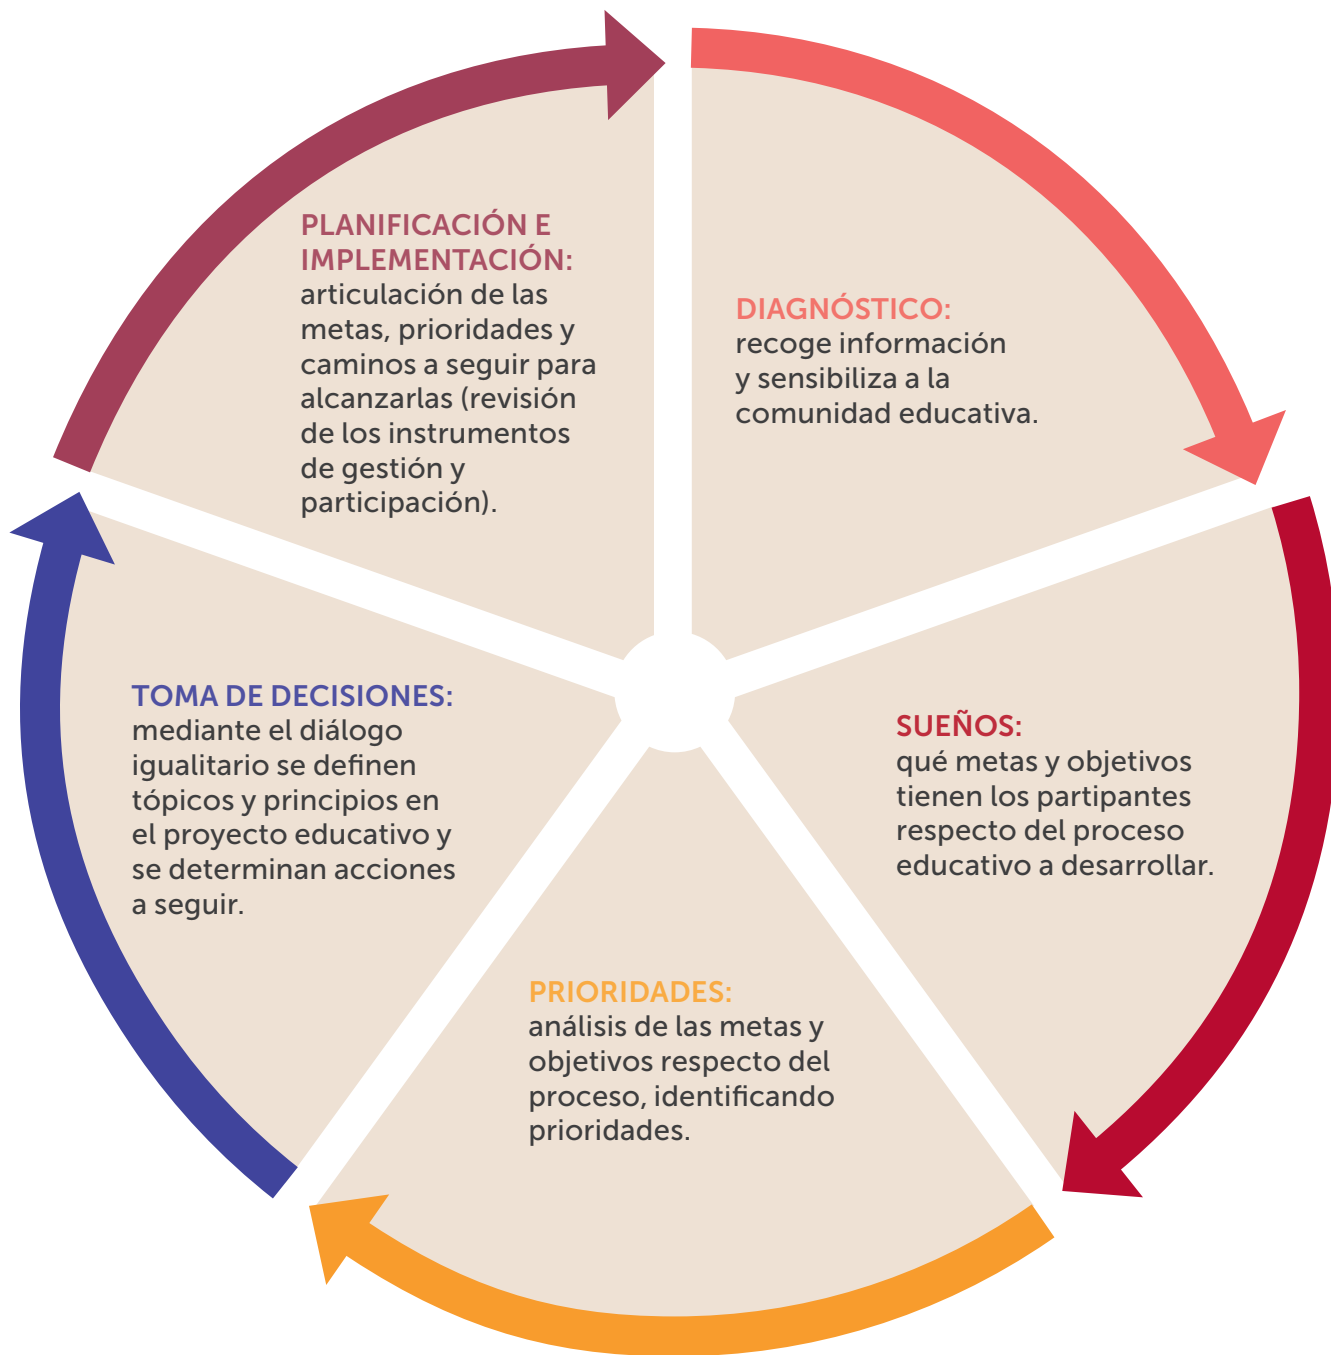 PLANIFICACIÓN E
IMPLEMENTACIÓN:
articulación de las
metas, prioridades y
caminos a seguir para
alcanzarlas (revisión
de los instrumentos
de gestión y
participación).
DIAGNÓSTICO:
recoge información
y sensibiliza a la
comunidad educativa.
SUEÑOS:
qué metas y objetivos
tienen los partipantes
respecto del proceso
educativo a desarrollar.
PRIORIDADES:
análisis de las metas y
objetivos respecto del
proceso, identificando
prioridades.
TOMA DE DECISIONES:
mediante el diálogo
igualitario se definen
tópicos y principios en
el proyecto educativo y
se determinan acciones
a seguir.